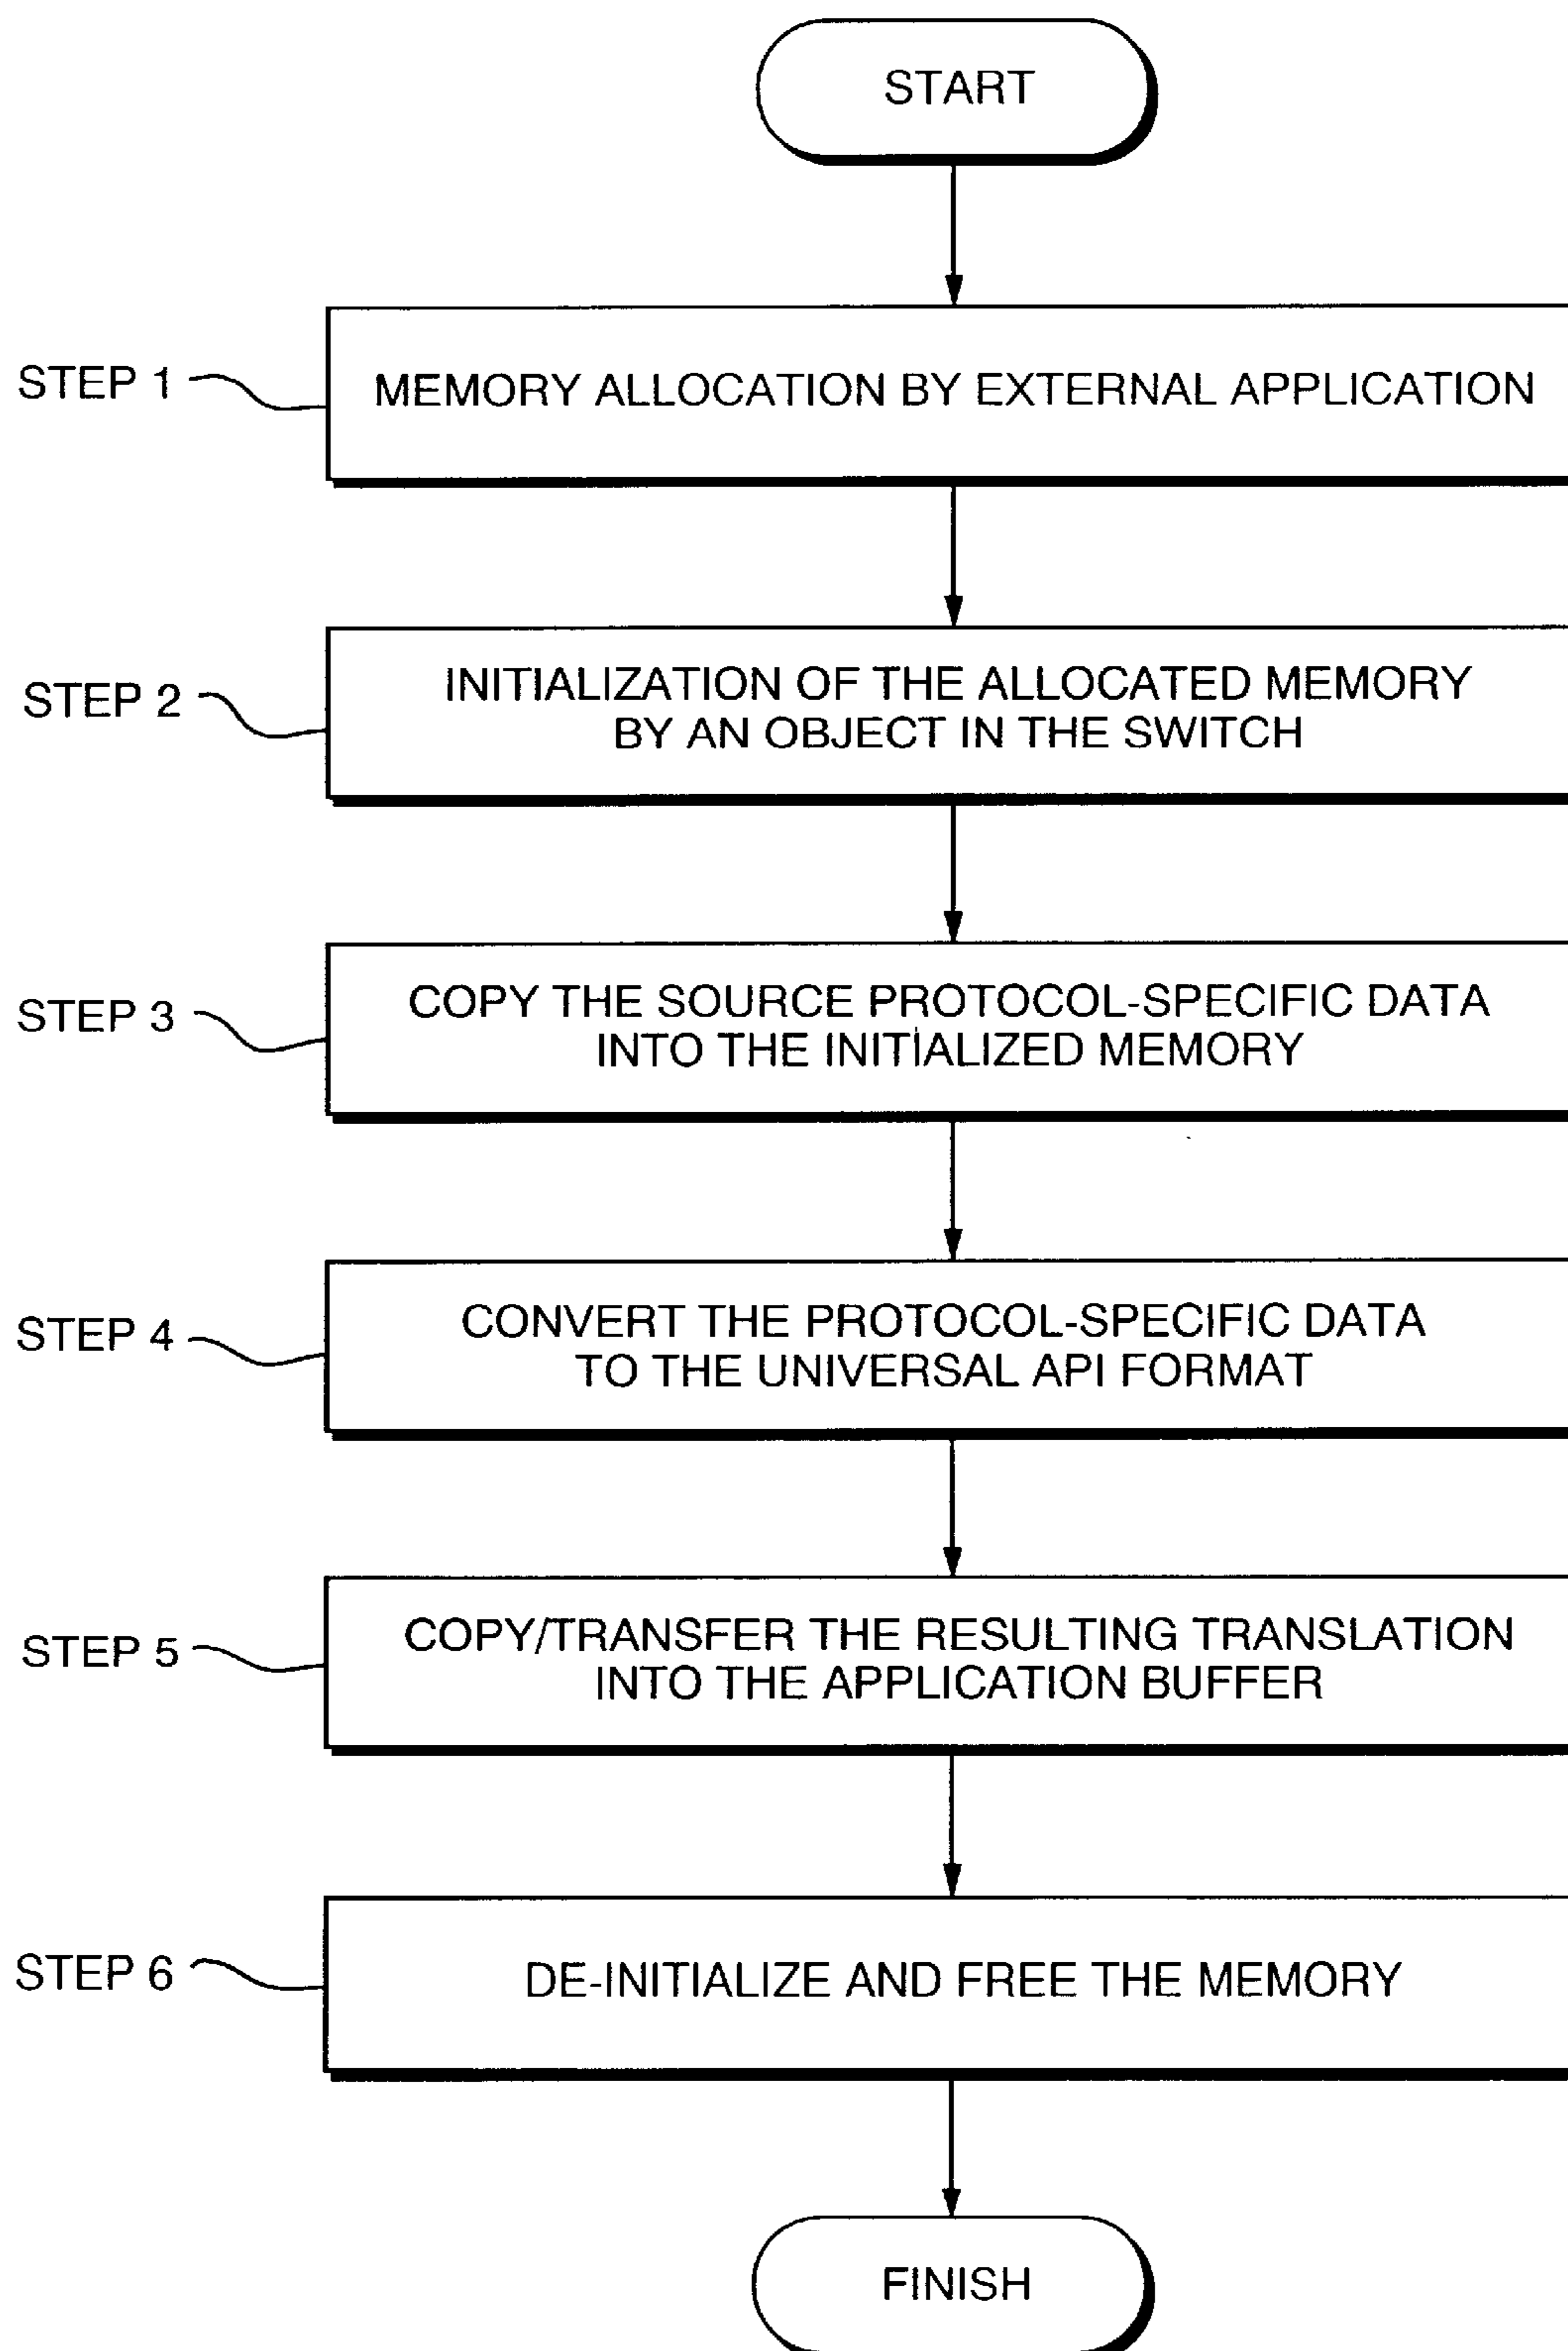 START
STEP 1
MEMORY ALLOCATION BY EXTERNAL APPLICATION
STEP 2
INITIALIZATION OF THE ALLOCATED MEMORY
BY AN OBJECT IN THE SWITCH
STEP 3
COPY THE SOURCE PROTOCOL-SPECIFIC DATA
INTO THE INITIALIZED MEMORY
STEP 4
CONVERT THE PROTOCOL-SPECIFIC DATA
TO THE UNIVERSAL API FORMAT
STEP 5
COPY/TRANSFER THE RESULTING TRANSLATION
INTO THE APPLICATION BUFFER
STEP 6
DE-INITIALIZE AND FREE THE MEMORY
FINISH